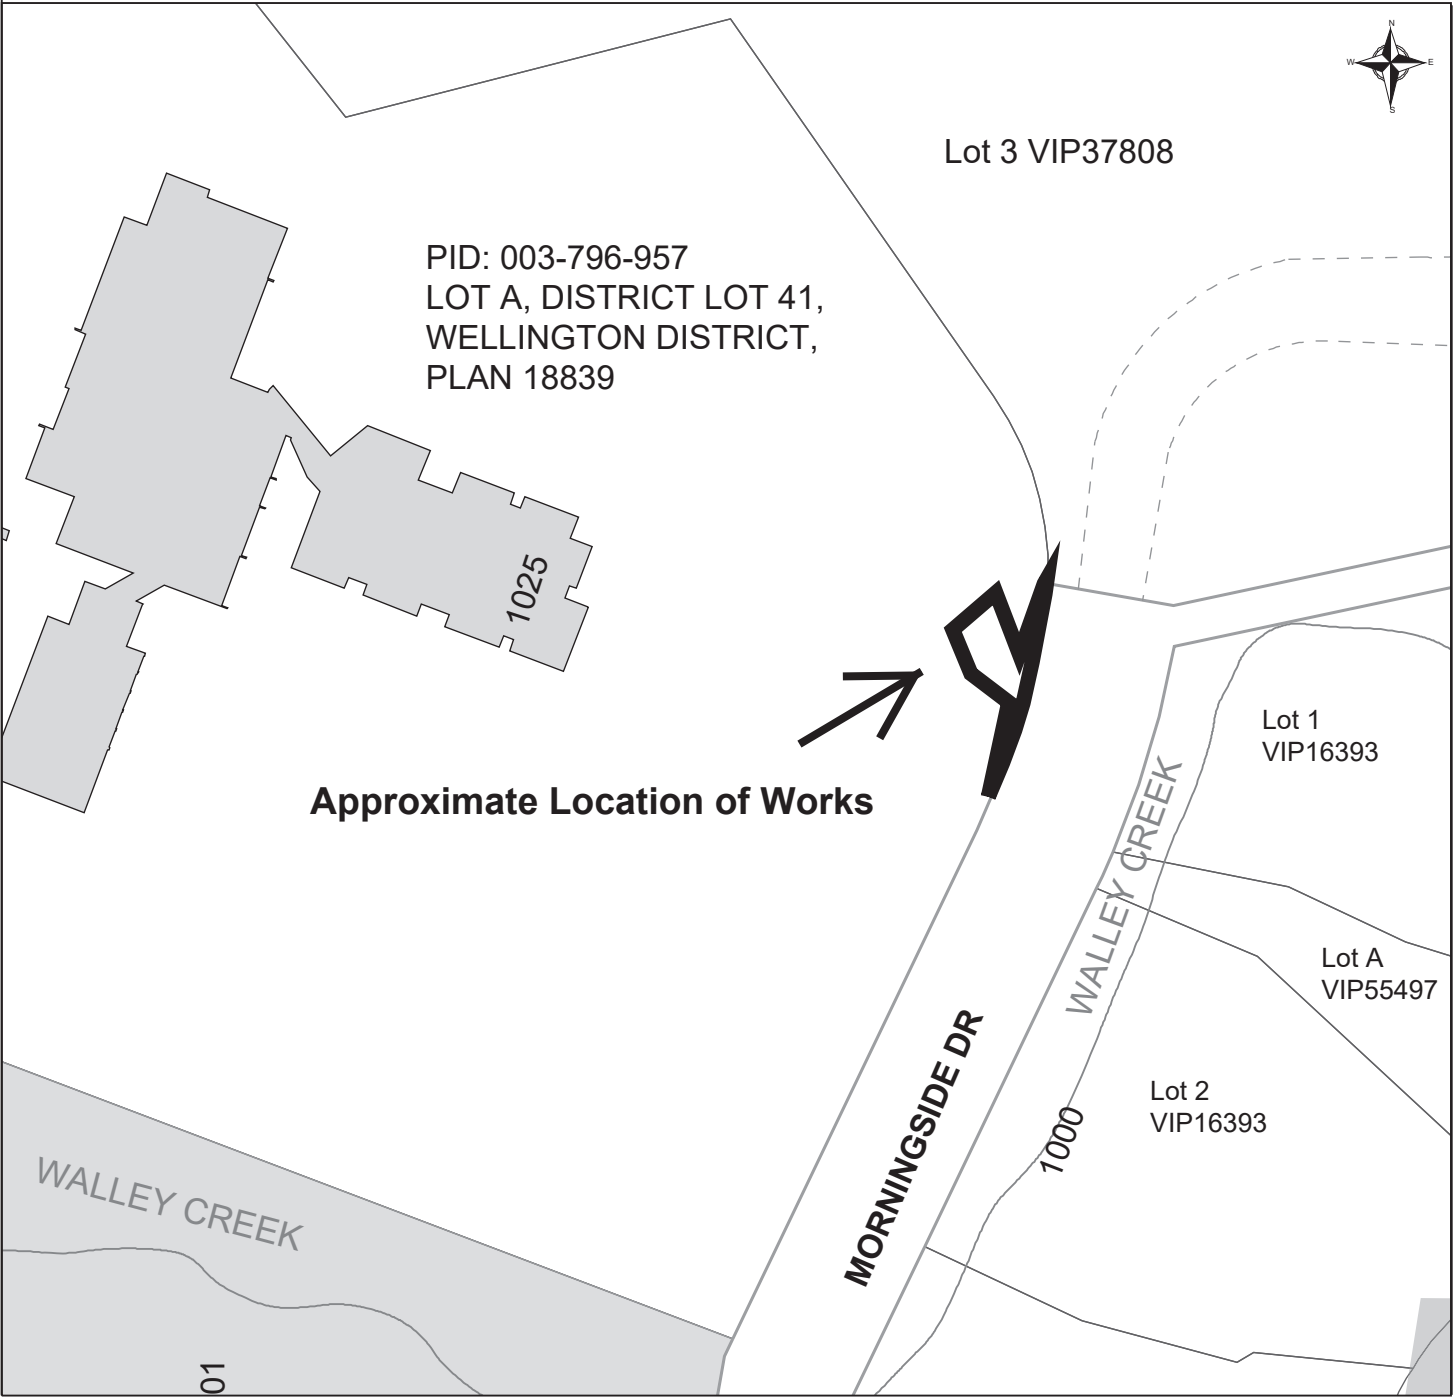 N
W E
S
Lot 3 VIP37808
PID: 003-796-957
LOT A, DISTRICT LOT 41,
WELLINGTON DISTRICT,
PLAN 18839
1025
Approximate Location of Works
Lot 1
VIP16393
WALLEY CREEK
Lot A
VIP55497
MORNINGSIDE DR
Lot 2
VIP16393
1000
WALLEY CREEK
01